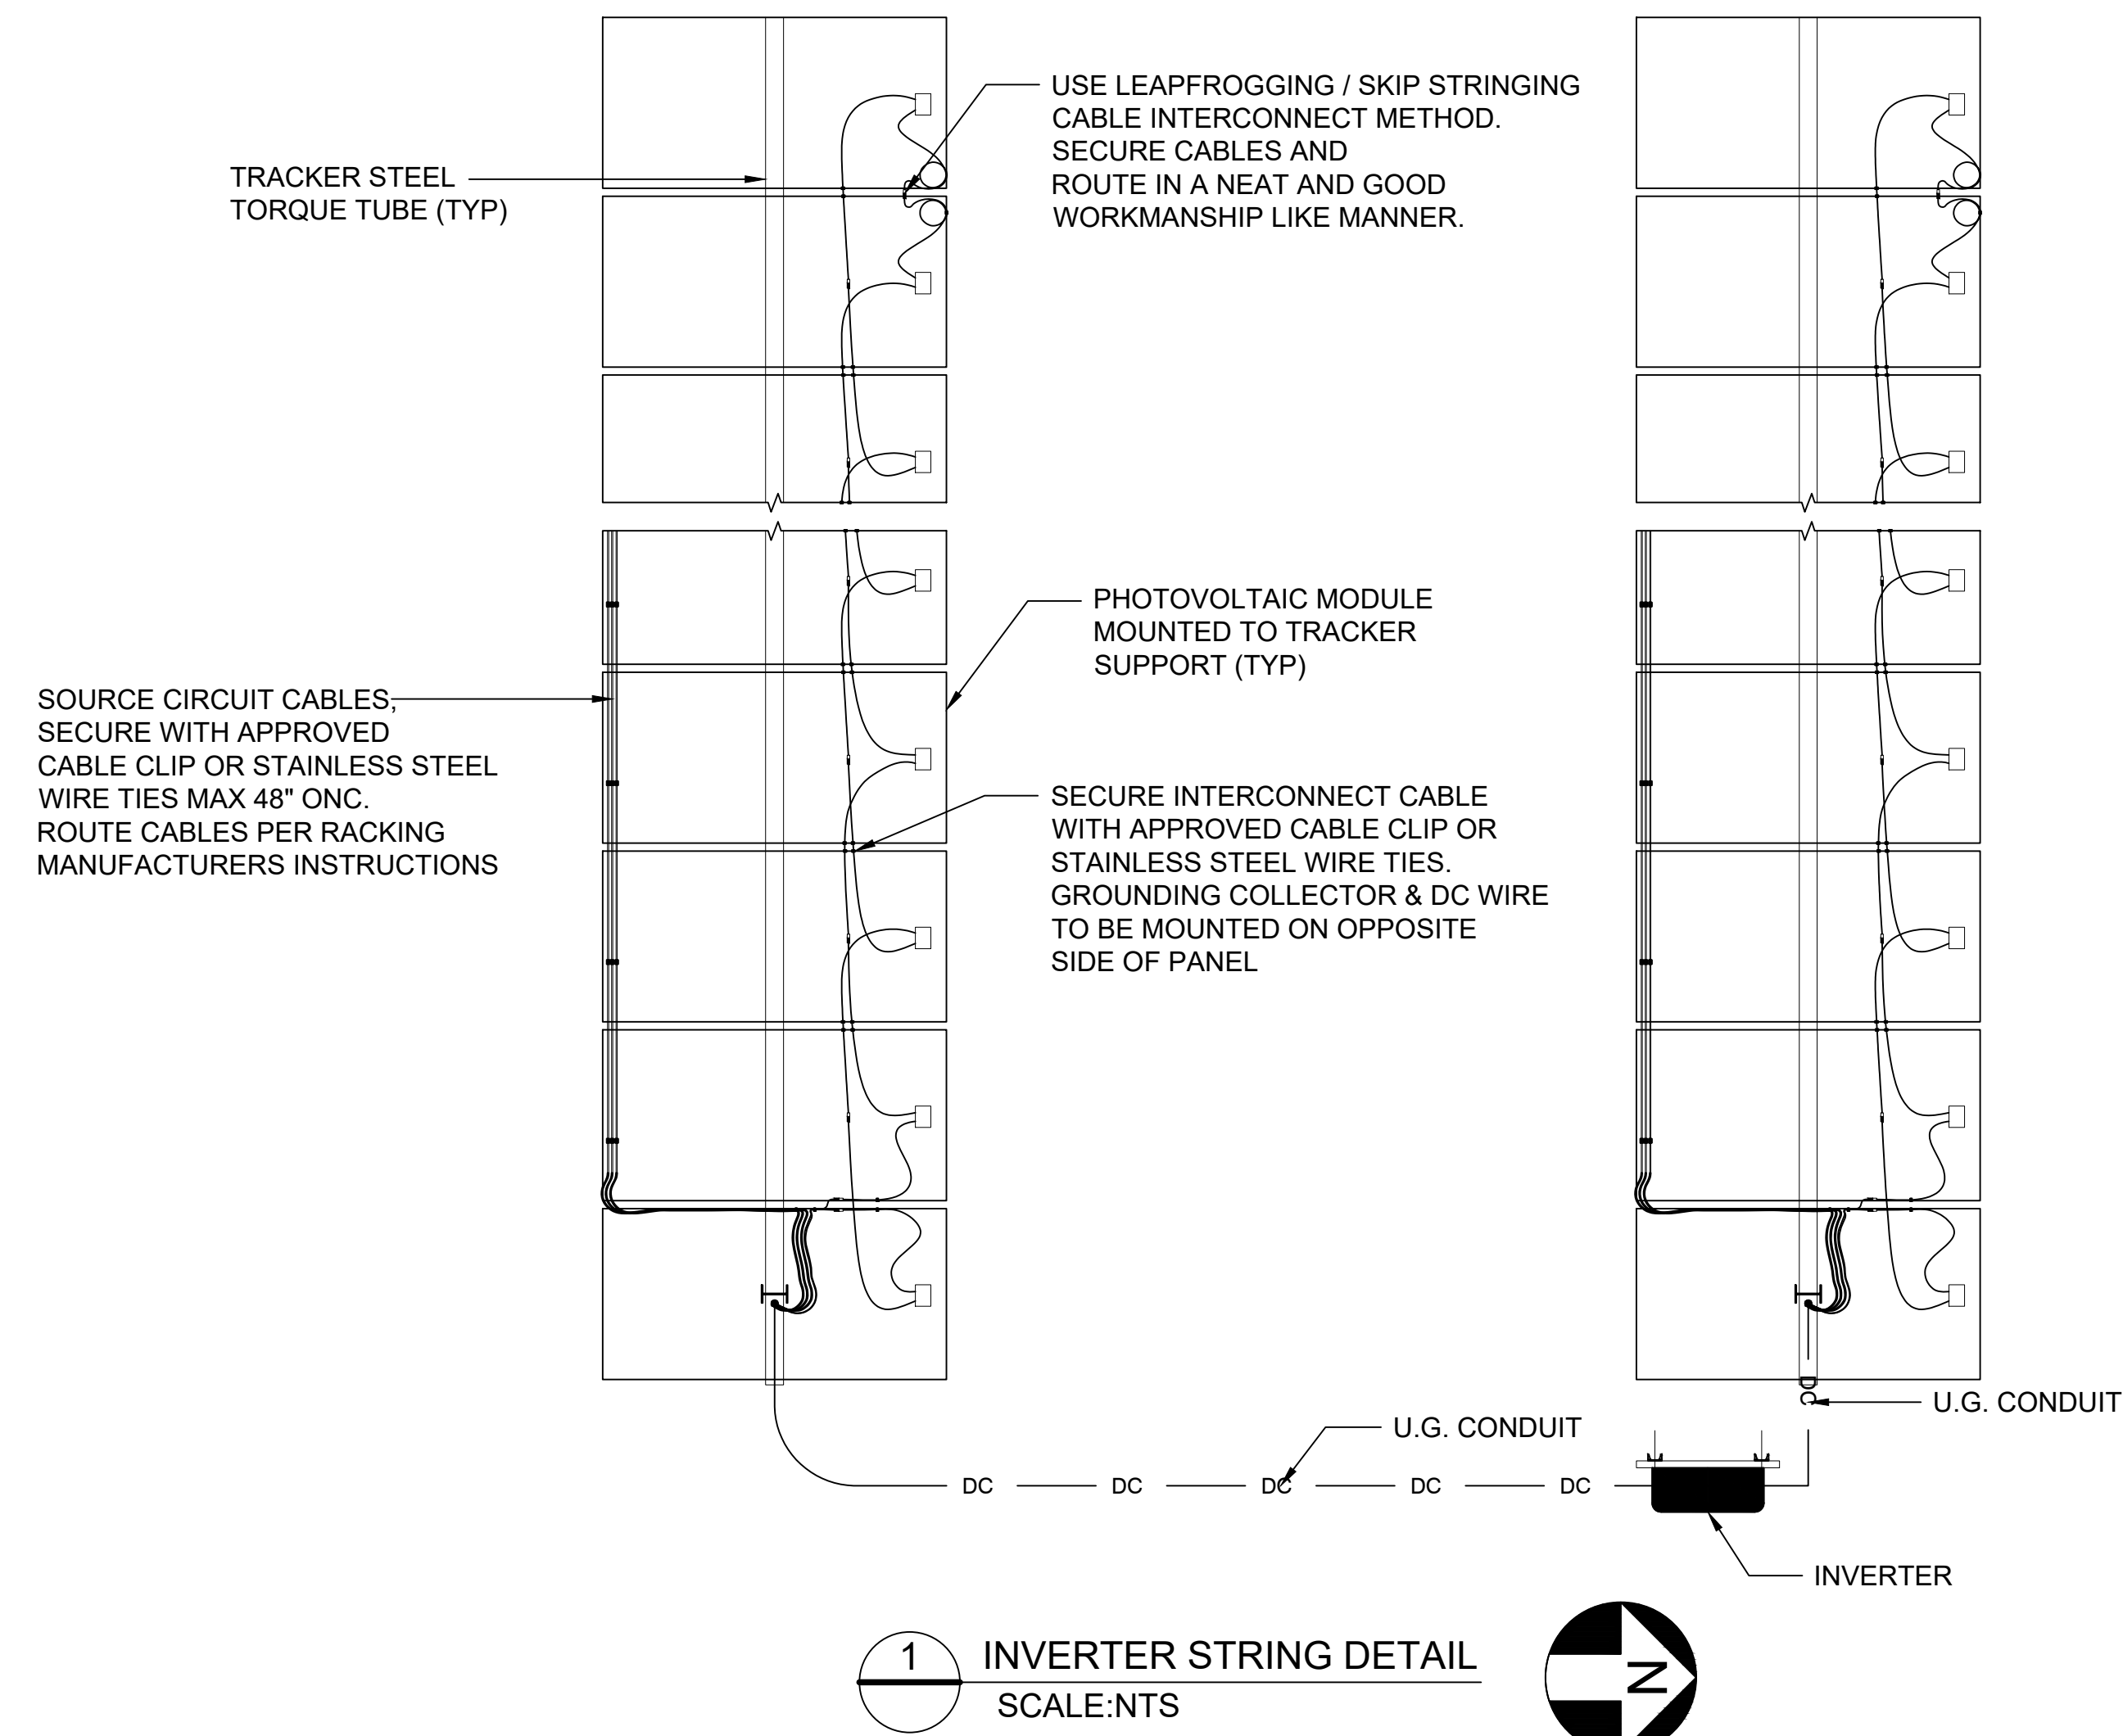 USE LEAPFROGGING / SKIP STRINGING
CABLE INTERCONNECT METHOD.
SECURE CABLES AND
ROUTE IN A NEAT AND GOOD
WORKMANSHIP LIKE MANNER.
TRACKER STEEL
TORQUE TUBE (TYP)
PHOTOVOLTAIC MODULE
MOUNTED TO TRACKER
SUPPORT (TYP)
SOURCE CIRCUIT CABLES,
SECURE WITH APPROVED
CABLE CLIP OR STAINLESS STEEL
WIRE TIES MAX 48" ONC.
ROUTE CABLES PER RACKING
MANUFACTURERS INSTRUCTIONS
SECURE INTERCONNECT CABLE
WITH APPROVED CABLE CLIP OR
STAINLESS STEEL WIRE TIES.
GROUNDING COLLECTOR & DC WIRE
TO BE MOUNTED ON OPPOSITE
SIDE OF PANEL
DC
U.G. CONDUIT
U.G. CONDUIT
DC DC DC DC DC
INVERTER
1
INVERTER STRING DETAIL
SCALE:NTS
N